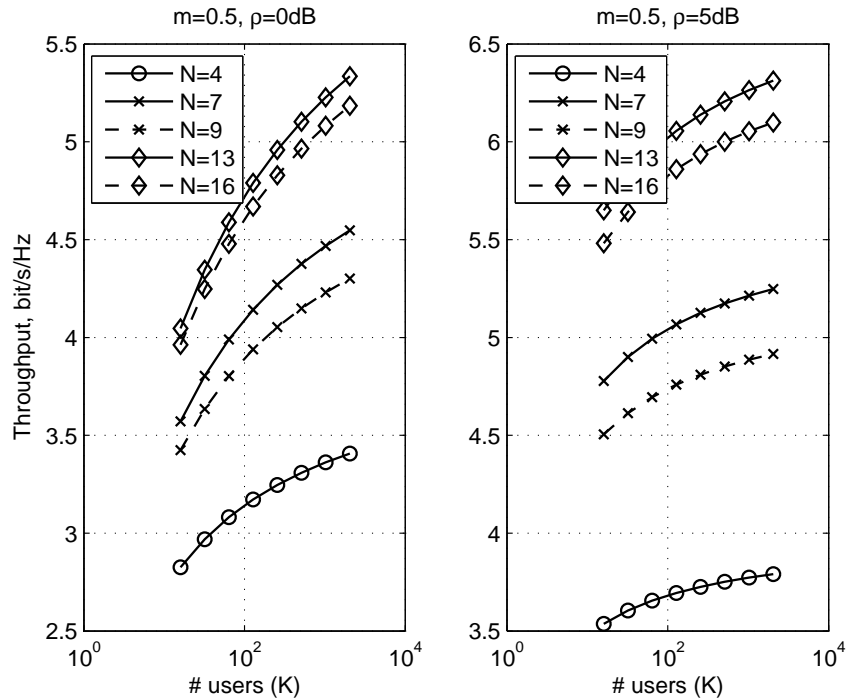 m=0.5, ρ=0dB
5.5
5
4.5
4
3.5
3
2.5
10^0
10^2
10^4
Throughput, bit/s/Hz
# users (K)
N=4
N=7
N=9
N=13
N=16
m=0.5, ρ=5dB
6.5
6
5.5
5
4.5
4
3.5
10^0
10^2
10^4
# users (K)
N=4
N=7
N=9
N=13
N=16